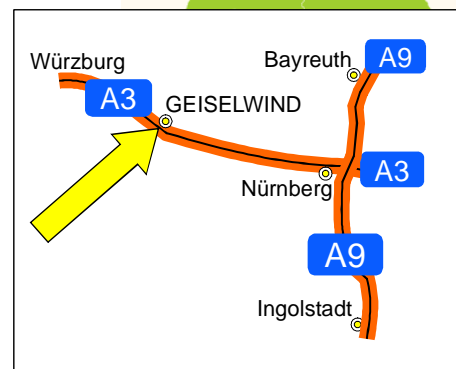 Würzburg
Bayreuth
A9
A3
GEISELWIND
Nürnberg
A3
A9
Ingolstadt